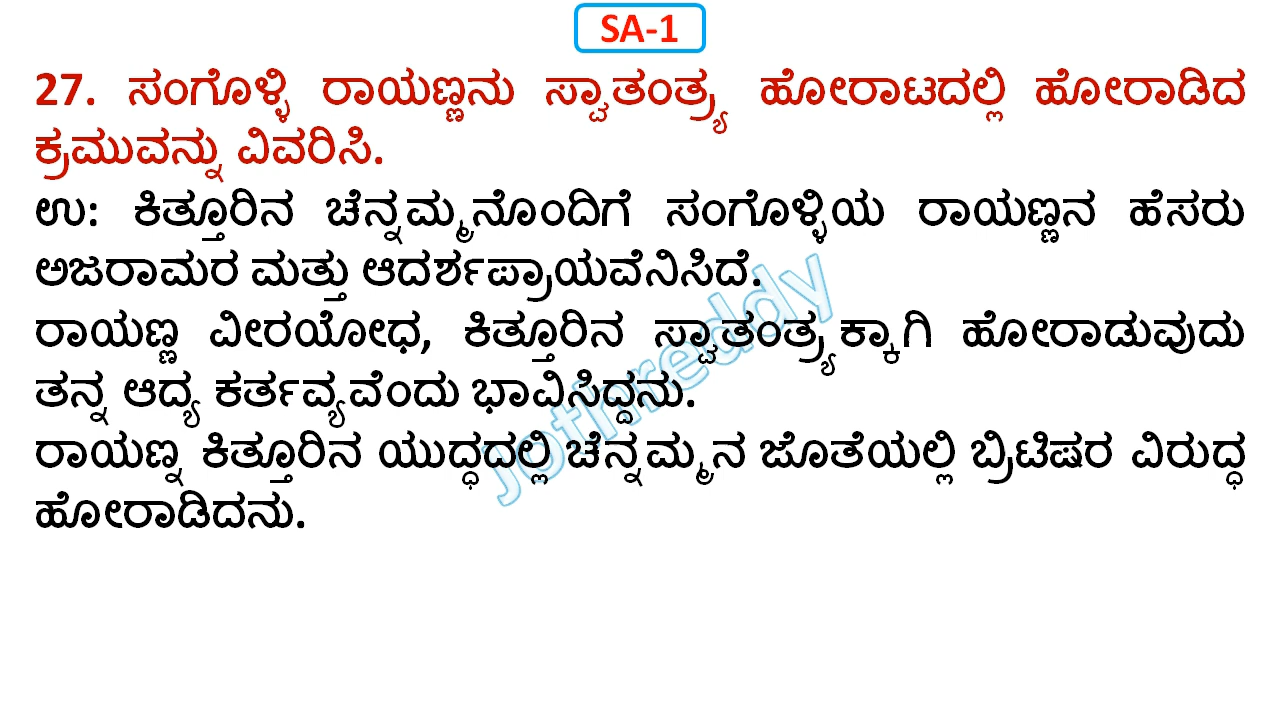 SA-1
27. ಸಂಗೊಳ್ಳಿ ರಾಯಣ್ಣನು ಸ್ವಾತಂತ್ರ್ಯ ಹೋರಾಟದಲ್ಲಿ ಹೋರಾಡಿದ
ಕ್ರಮುವನ್ನು ವಿವರಿಸಿ.
ಉ: ಕಿತ್ತೂರಿನ ಚೆನ್ನಮ್ಮನೊಂದಿಗೆ ಸಂಗೊಳ್ಳಿಯ ರಾಯಣ್ಣನ ಹೆಸರು
ಅಜರಾಮರ ಮತ್ತು ಆದರ್ಶಪ್ರಾಯವೆನಿಸಿದೆ.
ರಾಯಣ್ಣ ವೀರಯೋಧ, ಕಿತ್ತೂರಿನ ಸ್ವಾತಂತ್ರ್ಯಕ್ಕಾಗಿ ಹೋರಾಡುವುದು
ತನ್ನ ಆದ್ಯ ಕರ್ತವ್ಯವೆಂದು ಭಾವಿಸಿದ್ದನು.
ರಾಯಣ್ನ ಕಿತ್ತೂರಿನ ಯುದ್ಧದಲ್ಲಿ ಚೆನ್ನಮ್ಮನ ಜೊತೆಯಲ್ಲಿ ಬ್ರಿಟಿಷರ ವಿರುದ್ಧ
ಹೋರಾಡಿದನು.
Jothreddy